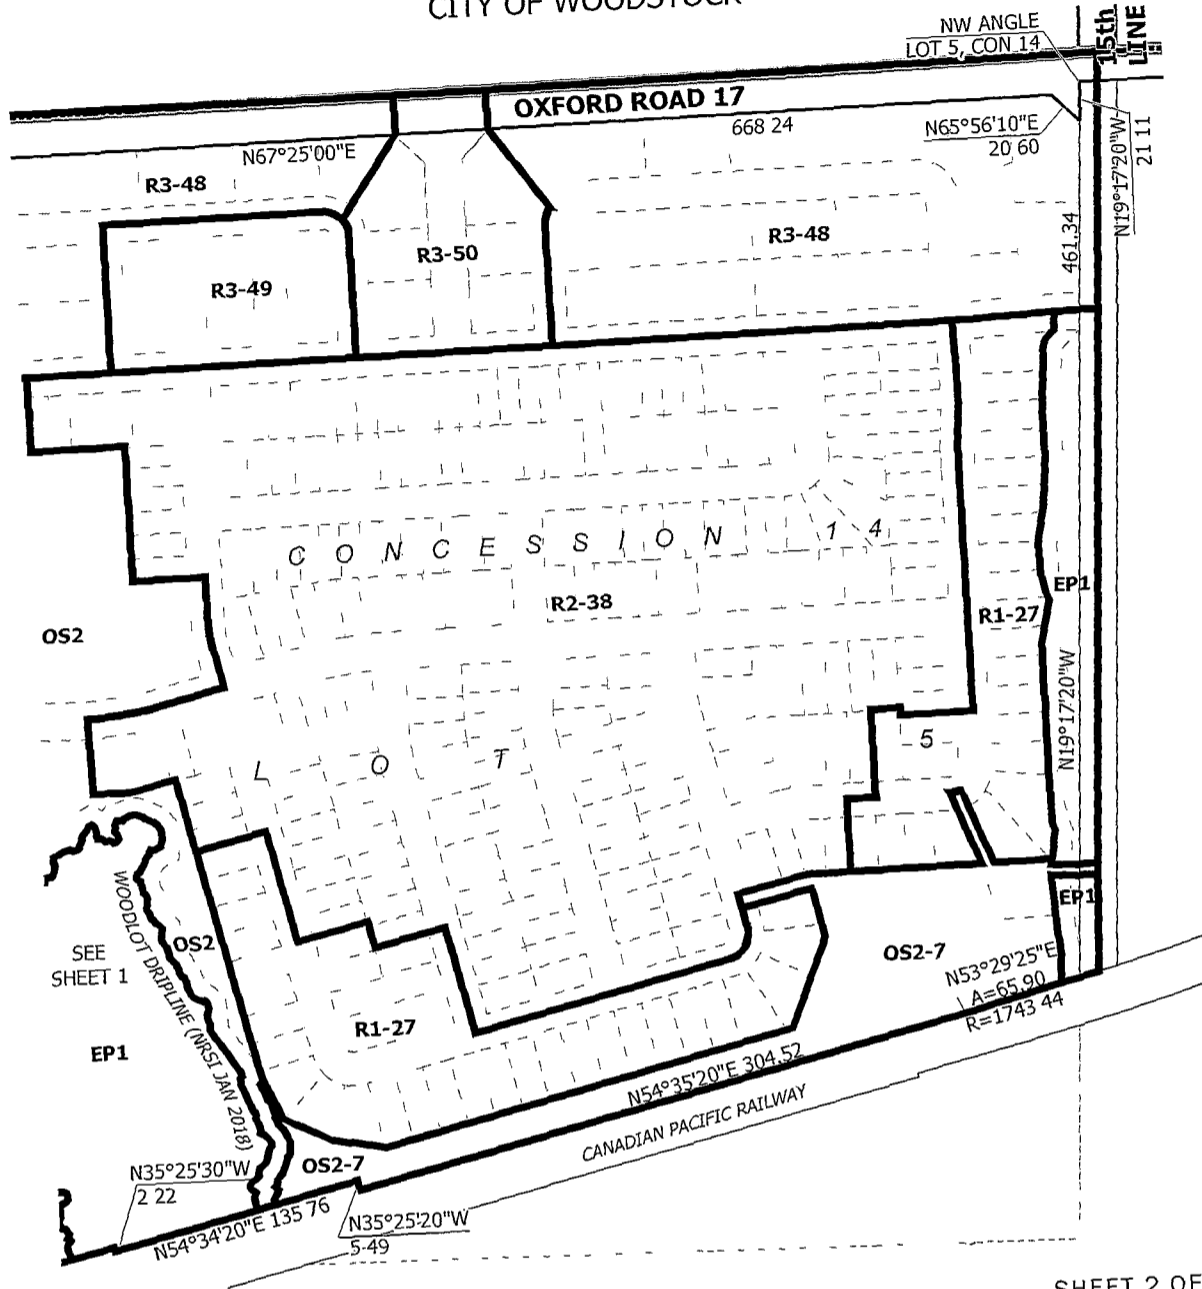 CITY OF WOODSTOCK
15th
LINE
NW ANGLE
LOT 5, CON 14
OXFORD ROAD 17
668 24
N65°56'10"E
20 60
N19°17'20"W
21 11
N67°25'00"E
R3-48
R3-50
R3-48
461.34
R3-49
CONCESSION 14
R2-38
EP1
R1-27
OS2
N19°17'20"W
5
LOT
EP1
SEE
SHEET 1
OS2
WOODLOT DRIPLINE (NRSI JAN 2018)
OS2-7
N53°29'25"E
A=65.90
R=1743 44
R1-27
EP1
N54°35'20"E 304.52
CANADIAN PACIFIC RAILWAY
OS2-7
N35°25'30"W
2 22
N54°34'20"E 135 76
N35°25'20"W
5-49
SHEET 2 OF